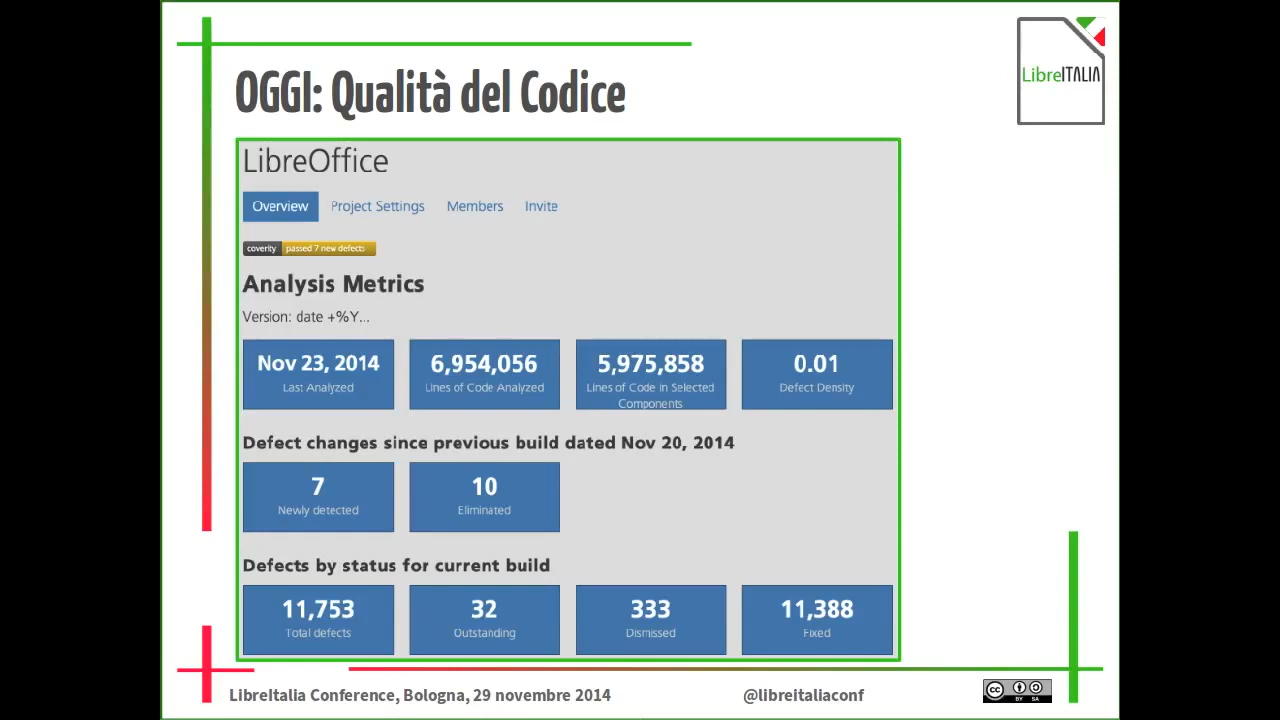 LibreITALIA
OGGI: Qualità del Codice
LibreOffice
Overview Project Settings Members Invite
coverity passed 7 new defects
Analysis Metrics
Version: date +%Y...
Nov 23, 2014 6,954,056 5,975,858 0.01
Last Analyzed Lines of Code Analyzed Lines of Code in Selected Defect Density
Components
Defect changes since previous build dated Nov 20, 2014
7 10
Newly detected Eliminated
Defects by status for current build
11,753 32 333 11,388
Total defects Outstanding Dismissed Fixed
LibreItalia Conference, Bologna, 29 novembre 2014 @libreitaliaconf
cc BY SA